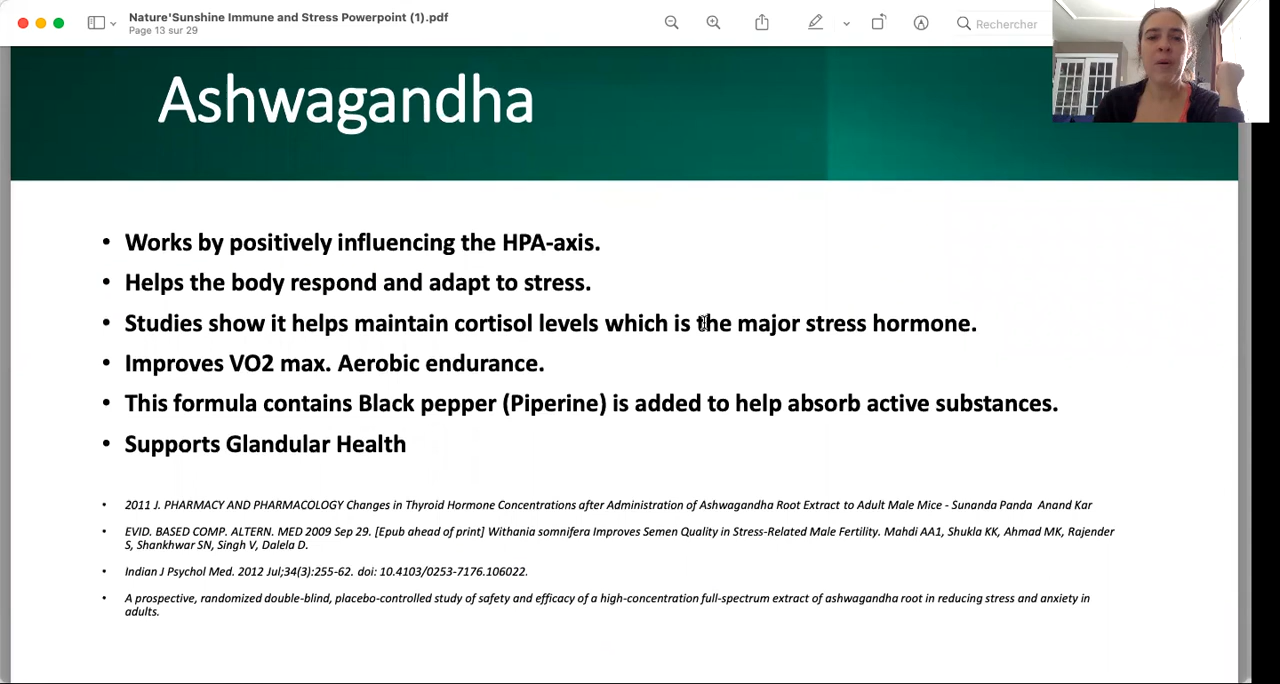 Nature'Sunshine Immune and Stress Powerpoint (1).pdf
Page 13 sur 29
Rechercher
Ashwagandha
• Works by positively influencing the HPA-axis.
• Helps the body respond and adapt to stress.
• Studies show it helps maintain cortisol levels which is the major stress hormone.
• Improves VO2 max. Aerobic endurance.
• This formula contains Black pepper (Piperine) is added to help absorb active substances.
• Supports Glandular Health
• 2011 J. PHARMACY AND PHARMACOLOGY Changes in Thyroid Hormone Concentrations after Administration of Ashwagandha Root Extract to Adult Male Mice - Sunanda Panda Anand Kar
• EVID. BASED COMP. ALTERN. MED 2009 Sep 29. [Epub ahead of print] Withania somnifera Improves Semen Quality in Stress-Related Male Fertility. Mahdi AA1, Shukla KK, Ahmad MK, Rajender
S, Shankhwar SN, Singh V, Dalela D.
• Indian J Psychol Med. 2012 Jul;34(3):255-62. doi: 10.4103/0253-7176.106022.
• A prospective, randomized double-blind, placebo-controlled study of safety and efficacy of a high-concentration full-spectrum extract of ashwagandha root in reducing stress and anxiety in
adults.